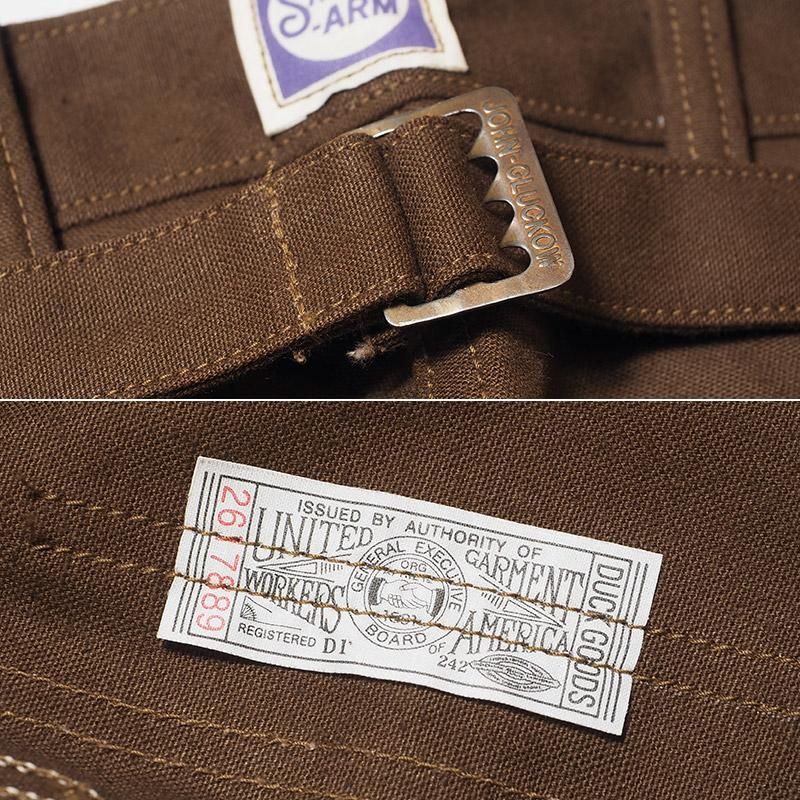 -ARM
JOHN-GLUCKOW
ISSUED BY AUTHORITY OF
UNITED GARMENT
WORKERS OF AMERICA
GENERAL EXECUTIVE
BOARD
ORG
REGISTERED
242
DUCK GOODS